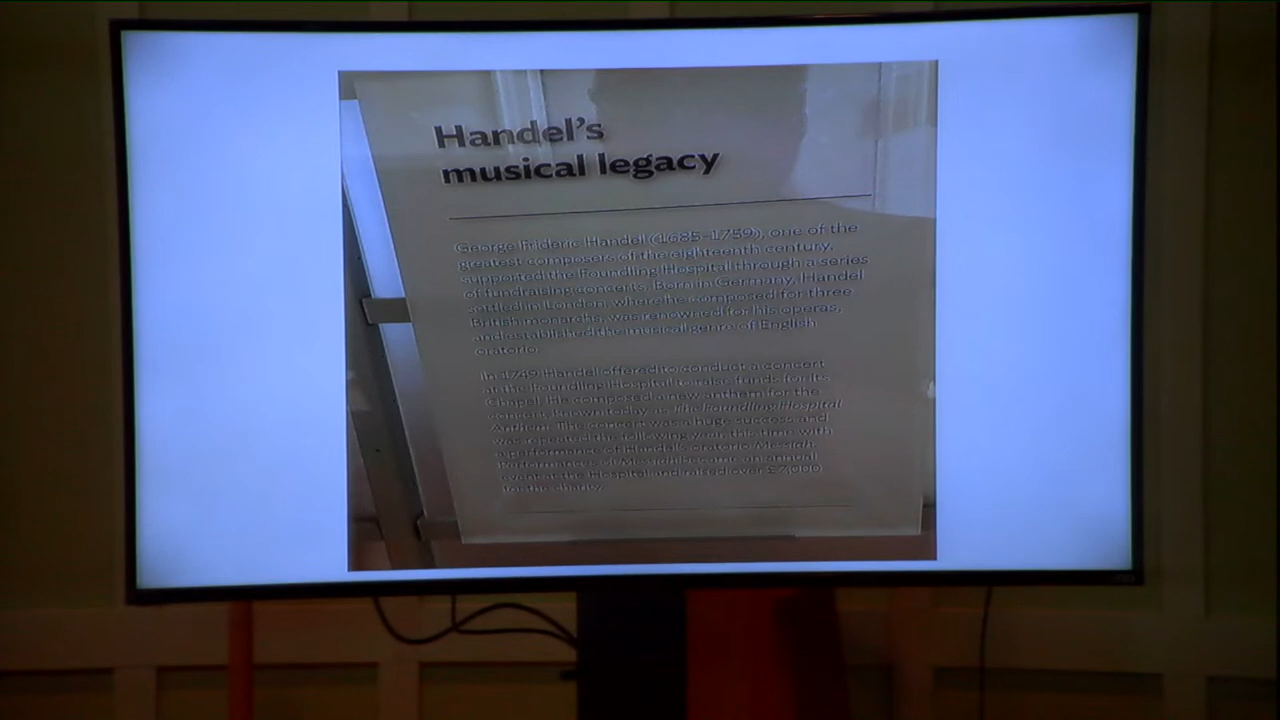 Handel's
musical legacy
George Frideric Handel (1685–1759), one of the
greatest composers of the eighteenth century,
supported the Foundling Hospital through a series
of fundraising concerts. Born in Germany, Handel
settled in London, where he composed for three
British monarchs, was renowned for his operas,
and established the musical genre of English
oratorio.
In 1749 Handel offered to conduct a concert
at the Foundling Hospital to raise funds for its
Chapel. He composed a new anthem for the
concert, known today as The Foundling Hospital
Anthem. The concert was a huge success and
was repeated the following year, this time with
a performance of Handel's oratorio Messiah.
Performances of Messiah became an annual
event at the Hospital and raised over £7,000
for the charity.